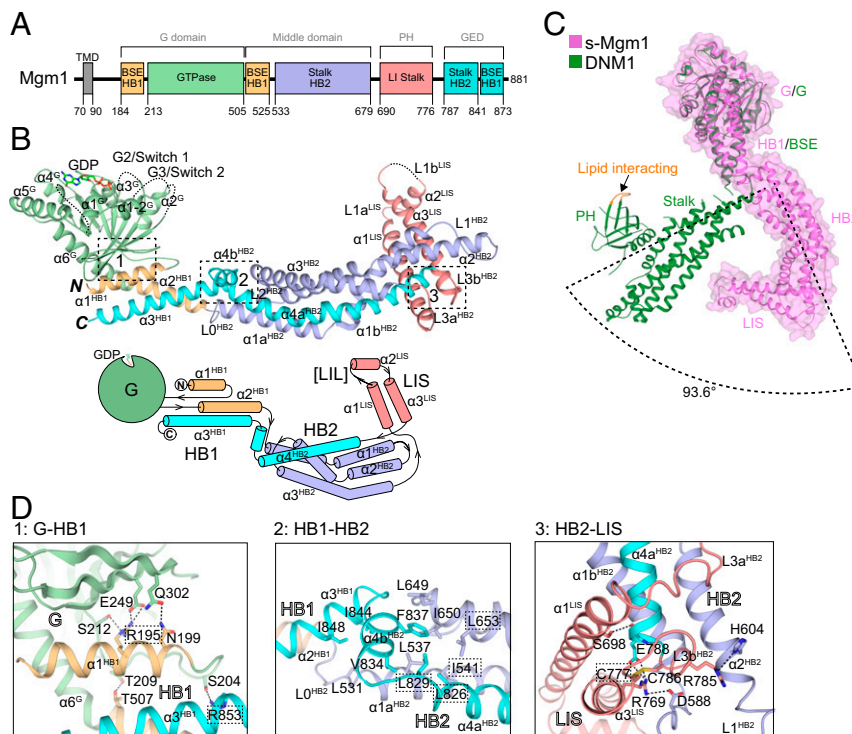 A
G domain
Middle domain
PH
GED
TMD
Mgm1
BSE HB1
GTPase
BSE HB1
Stalk HB2
LI Stalk
Stalk HB2
BSE HB1
881
70 90 184 213 505 525 533 679 690 776 787 841 873
B
GDP
G2/Switch 1
G3/Switch 2
α4ᴳ
α3ᴳ
α5ᴳ
α1ᴳ
α1-2ᴳ
α2ᴳ
α6ᴳ
1
N
α1ᴴᴮ¹
α2ᴴᴮ¹
C
α3ᴴᴮ¹
α4bᴴᴮ²
2
L2ᴴᴮ²
α3ᴴᴮ²
L0ᴴᴮ²
α1aᴴᴮ²
α4aᴴᴮ²
α1bᴴᴮ²
L1bᴸᴵˢ
α2ᴸᴵˢ
L1aᴸᴵˢ
α3ᴸᴵˢ
α1ᴸᴵˢ
L1ᴴᴮ²
α2ᴴᴮ²
L3bᴴᴮ²
3
L3aᴴᴮ²
GDP
G
N
α1ᴴᴮ¹
α2ᴴᴮ¹
C
α3ᴴᴮ¹
HB1
HB2
α4ᴴᴮ²
α1ᴴᴮ²
α2ᴴᴮ²
α3ᴴᴮ²
[LIL]
LIS
α2ᴸᴵˢ
α1ᴸᴵˢ
α3ᴸᴵˢ
C
s-Mgm1
DNM1
G/G
HB1/BSE
Lipid interacting
PH
Stalk
LIS
93.6°
D
1: G-HB1
E249
Q302
G
S212
R195
N199
α1ᴴᴮ¹
T209
S204
T507
HB1
α6ᴳ
α3ᴴᴮ¹
R853
2: HB1-HB2
L649
α3ᴴᴮ¹
HB1
I844
F837
I650
L653
I848
α4bᴴᴮ²
α2ᴴᴮ¹
L537
V834
I541
L0ᴴᴮ²
L531
L829
L826
α1aᴴᴮ²
HB2
α4aᴴᴮ²
3: HB2-LIS
α4aᴴᴮ²
α1bᴴᴮ²
L3aᴴᴮ²
α1ᴸᴵˢ
HB2
S698
H604
E788
L3bᴴᴮ²
α2ᴴᴮ²
C777
C786
R785
R769
D588
LIS
α3ᴸᴵˢ
L1ᴴᴮ²